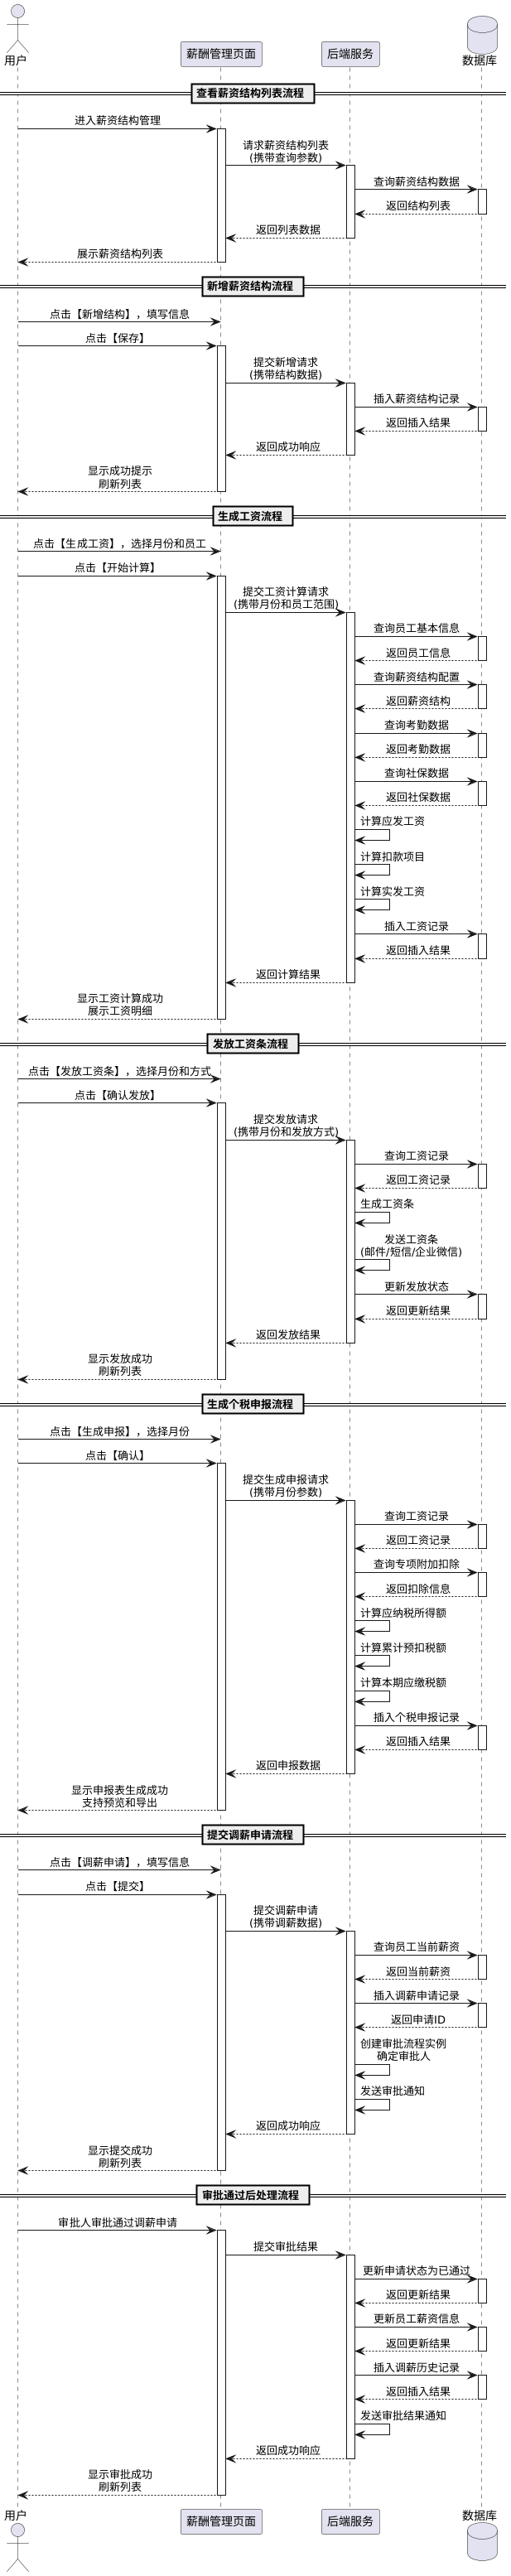 用户
薪酬管理页面
后端服务
数据库
查看薪资结构列表流程
进入薪资结构管理
请求薪资结构列表
(携带查询参数)
查询薪资结构数据
返回结构列表
返回列表数据
展示薪资结构列表
新增薪资结构流程
点击【新增结构】，填写信息
点击【保存】
提交新增请求
(携带结构数据)
插入薪资结构记录
返回插入结果
返回成功响应
显示成功提示
刷新列表
生成工资流程
点击【生成工资】，选择月份和员工
点击【开始计算】
提交工资计算请求
(携带月份和员工范围)
查询员工基本信息
返回员工信息
查询薪资结构配置
返回薪资结构
查询考勤数据
返回考勤数据
查询社保数据
返回社保数据
计算应发工资
计算扣款项目
计算实发工资
插入工资记录
返回插入结果
返回计算结果
显示工资计算成功
展示工资明细
发放工资条流程
点击【发放工资条】，选择月份和方式
点击【确认发放】
提交发放请求
(携带月份和发放方式)
查询工资记录
返回工资记录
生成工资条
发送工资条
(邮件/短信/企业微信)
更新发放状态
返回更新结果
返回发放结果
显示发放成功
刷新列表
生成个税申报流程
点击【生成申报】，选择月份
点击【确认】
提交生成申报请求
(携带月份参数)
查询工资记录
返回工资记录
查询专项附加扣除
返回扣除信息
计算应纳税所得额
计算累计预扣税额
计算本期应缴税额
插入个税申报记录
返回插入结果
返回申报数据
显示申报表生成成功
支持预览和导出
提交调薪申请流程
点击【调薪申请】，填写信息
点击【提交】
提交调薪申请
(携带调薪数据)
查询员工当前薪资
返回当前薪资
插入调薪申请记录
返回申请ID
创建审批流程实例
确定审批人
发送审批通知
返回成功响应
显示提交成功
刷新列表
审批通过后处理流程
审批人审批通过调薪申请
提交审批结果
更新申请状态为已通过
返回更新结果
更新员工薪资信息
返回更新结果
插入调薪历史记录
返回插入结果
发送审批结果通知
返回成功响应
显示审批成功
刷新列表
用户
薪酬管理页面
后端服务
数据库